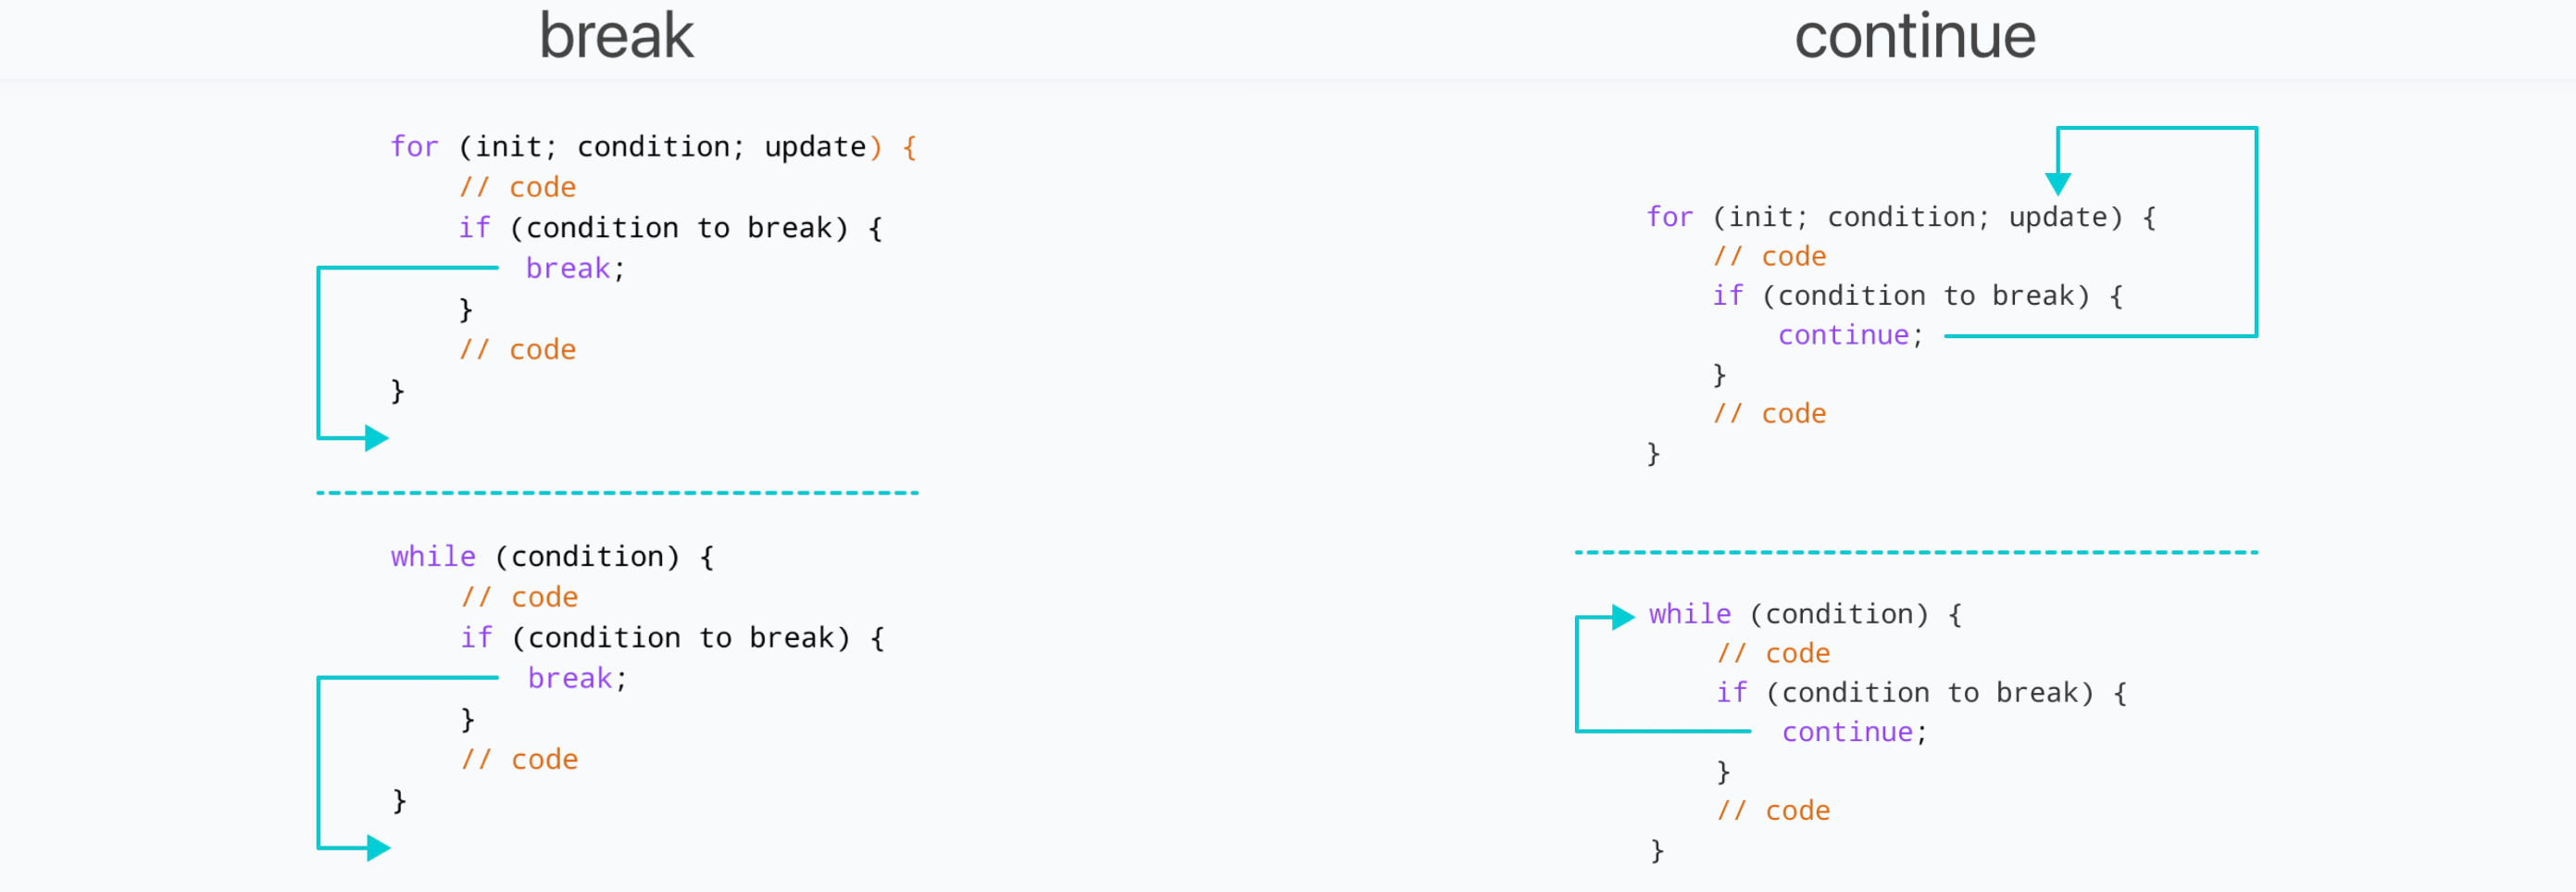 break
for (init; condition; update) {
// code
if (condition to break) {
break;
}
// code
}
while (condition) {
// code
if (condition to break) {
break;
}
// code
}
continue
for (init; condition; update) {
// code
if (condition to break) {
continue;
}
// code
}
while (condition) {
// code
if (condition to break) {
continue;
}
// code
}